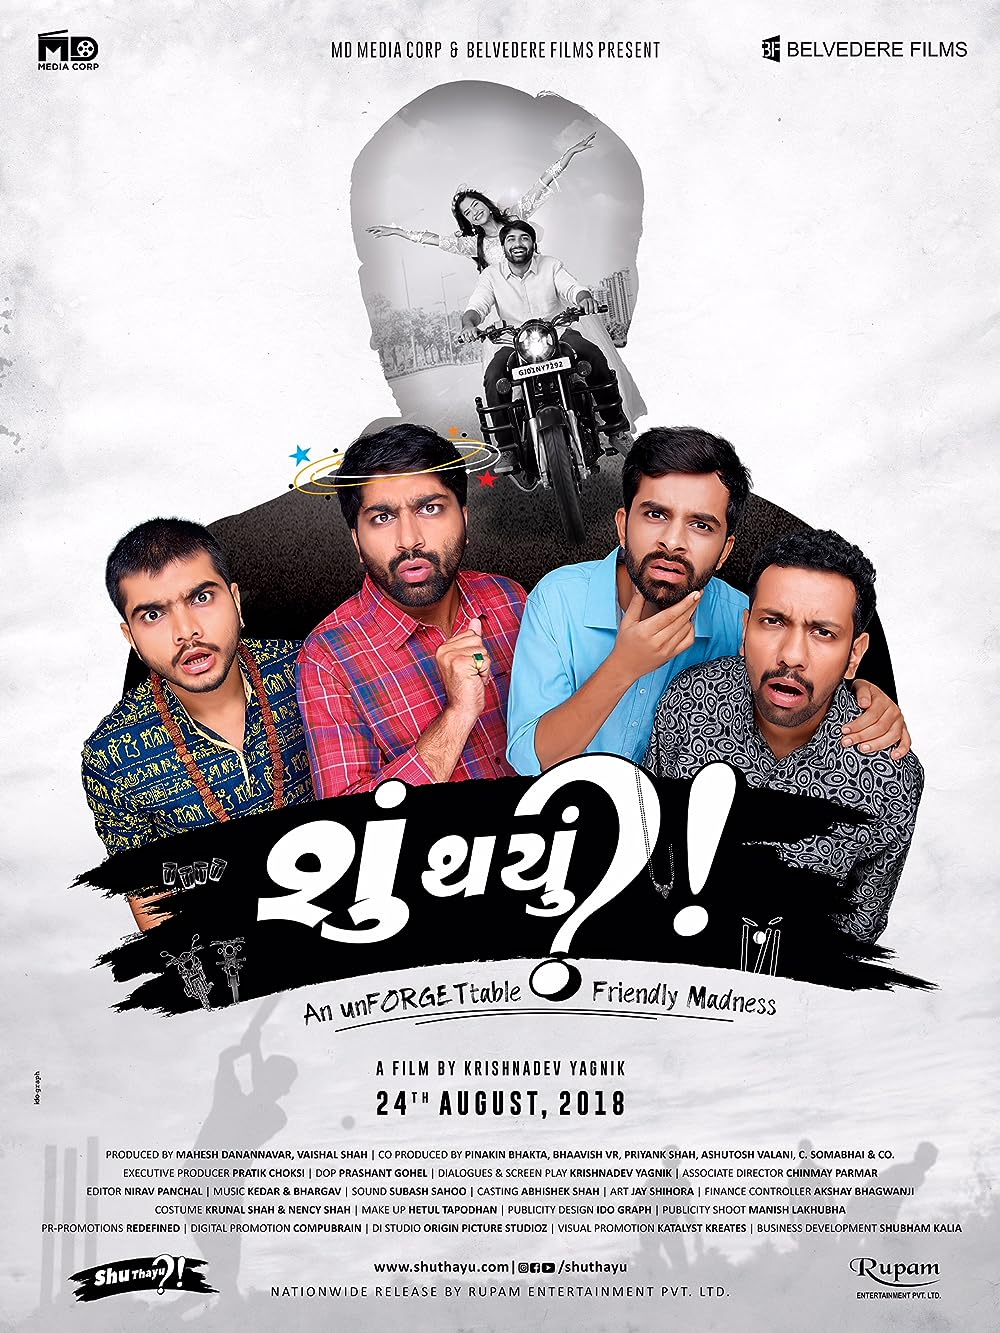 MD
MEDIA CORP
MD MEDIA CORP & BELVEDERE FILMS PRESENT
BF BELVEDERE FILMS
GJ01NY7292
શું થયું?!
An unFORGETtable Friendly Madness
A FILM BY KRISHNADEV YAGNIK
24TH AUGUST, 2018
ido-graph
PRODUCED BY MAHESH DANANNAVAR, VAISHAL SHAH | CO PRODUCED BY PINAKIN BHAKTA, BHAAVISH VR, PRIYANK SHAH, ASHUTOSH VALANI, C. SOMABHAI & CO.
EXECUTIVE PRODUCER PRATIK CHOKSI | DOP PRASHANT GOHEL | DIALOGUES & SCREEN PLAY KRISHNADEV YAGNIK | ASSOCIATE DIRECTOR CHINMAY PARMAR
EDITOR NIRAV PANCHAL | MUSIC KEDAR & BHARGAV | SOUND SUBASH SAHOO | CASTING ABHISHEK SHAH | ART JAY SHIHORA | FINANCE CONTROLLER AKSHAY BHAGWANJI
COSTUME KRUNAL SHAH & NENCY SHAH | MAKE UP HETUL TAPODHAN | PUBLICITY DESIGN IDO GRAPH | PUBLICITY SHOOT MANISH LAKHUBHA
PR-PROMOTIONS REDEFINED | DIGITAL PROMOTION COMPUBRAIN | DI STUDIO ORIGIN PICTURE STUDIOZ | VISUAL PROMOTION KATALYST KREATES | BUSINESS DEVELOPMENT SHUBHAM KALIA
Shu Thayu?!
www.shuthayu.com | /shuthayu
NATIONWIDE RELEASE BY RUPAM ENTERTAINMENT PVT. LTD.
Rupam
ENTERTAINMENT PVT. LTD.